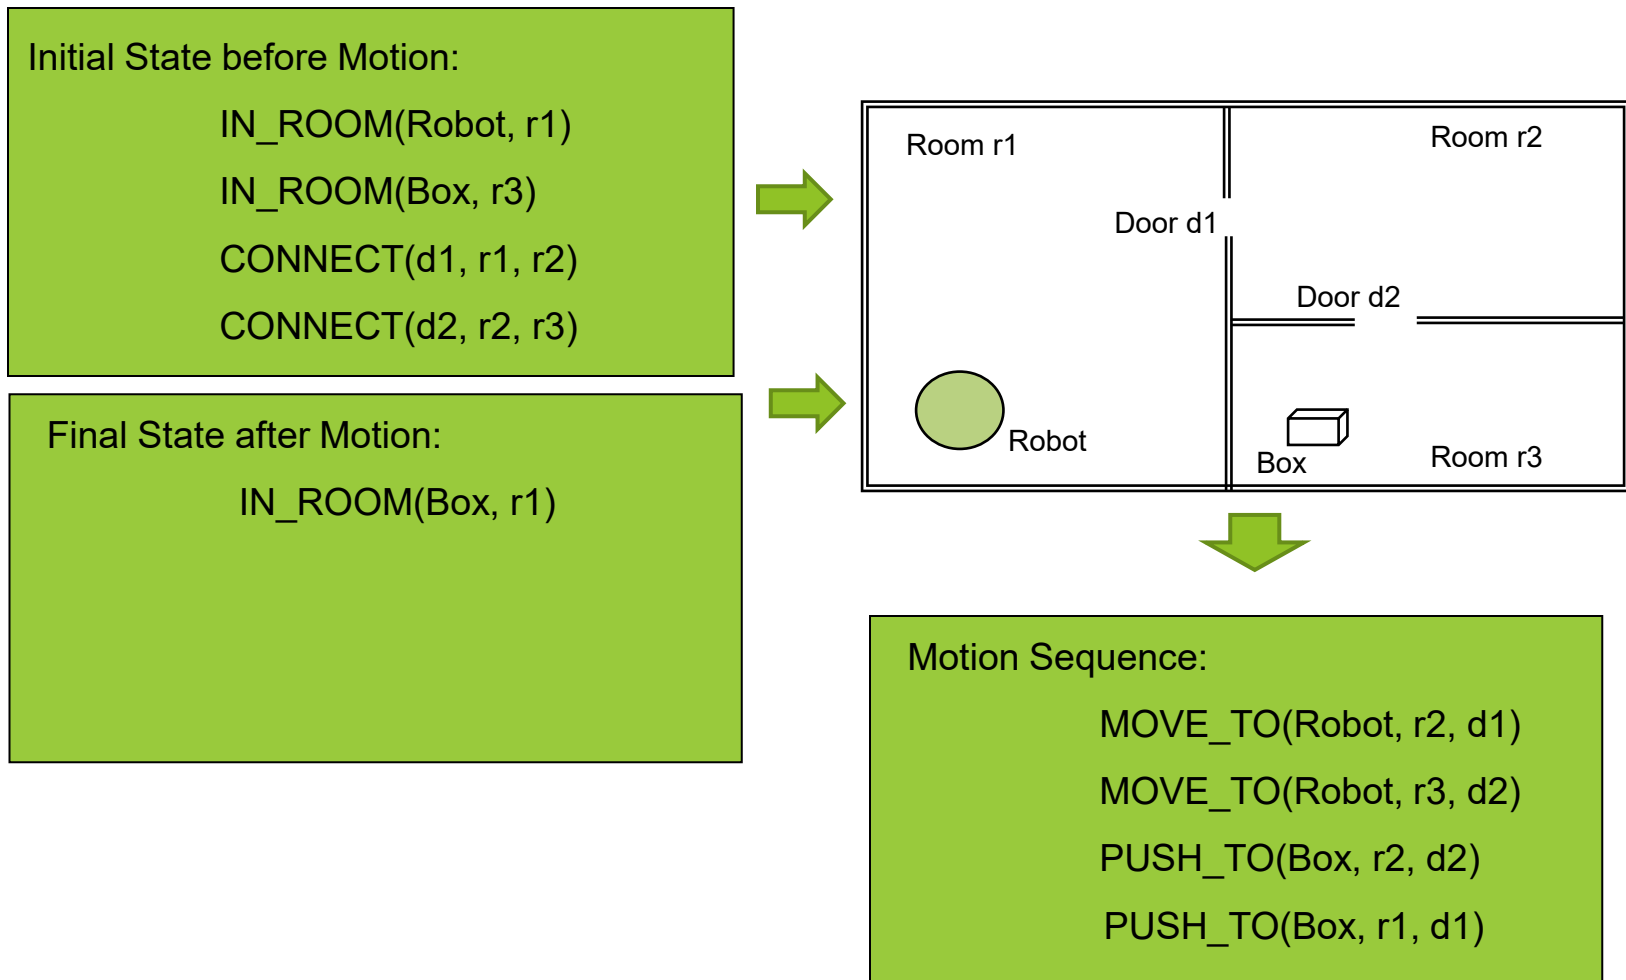 Initial State before Motion:
IN_ROOM(Robot, r1)
IN_ROOM(Box, r3)
CONNECT(d1, r1, r2)
CONNECT(d2, r2, r3)
Final State after Motion:
IN_ROOM(Box, r1)
Room r1
Room r2
Door d1
Door d2
Robot
Box
Room r3
Motion Sequence:
MOVE_TO(Robot, r2, d1)
MOVE_TO(Robot, r3, d2)
PUSH_TO(Box, r2, d2)
PUSH_TO(Box, r1, d1)